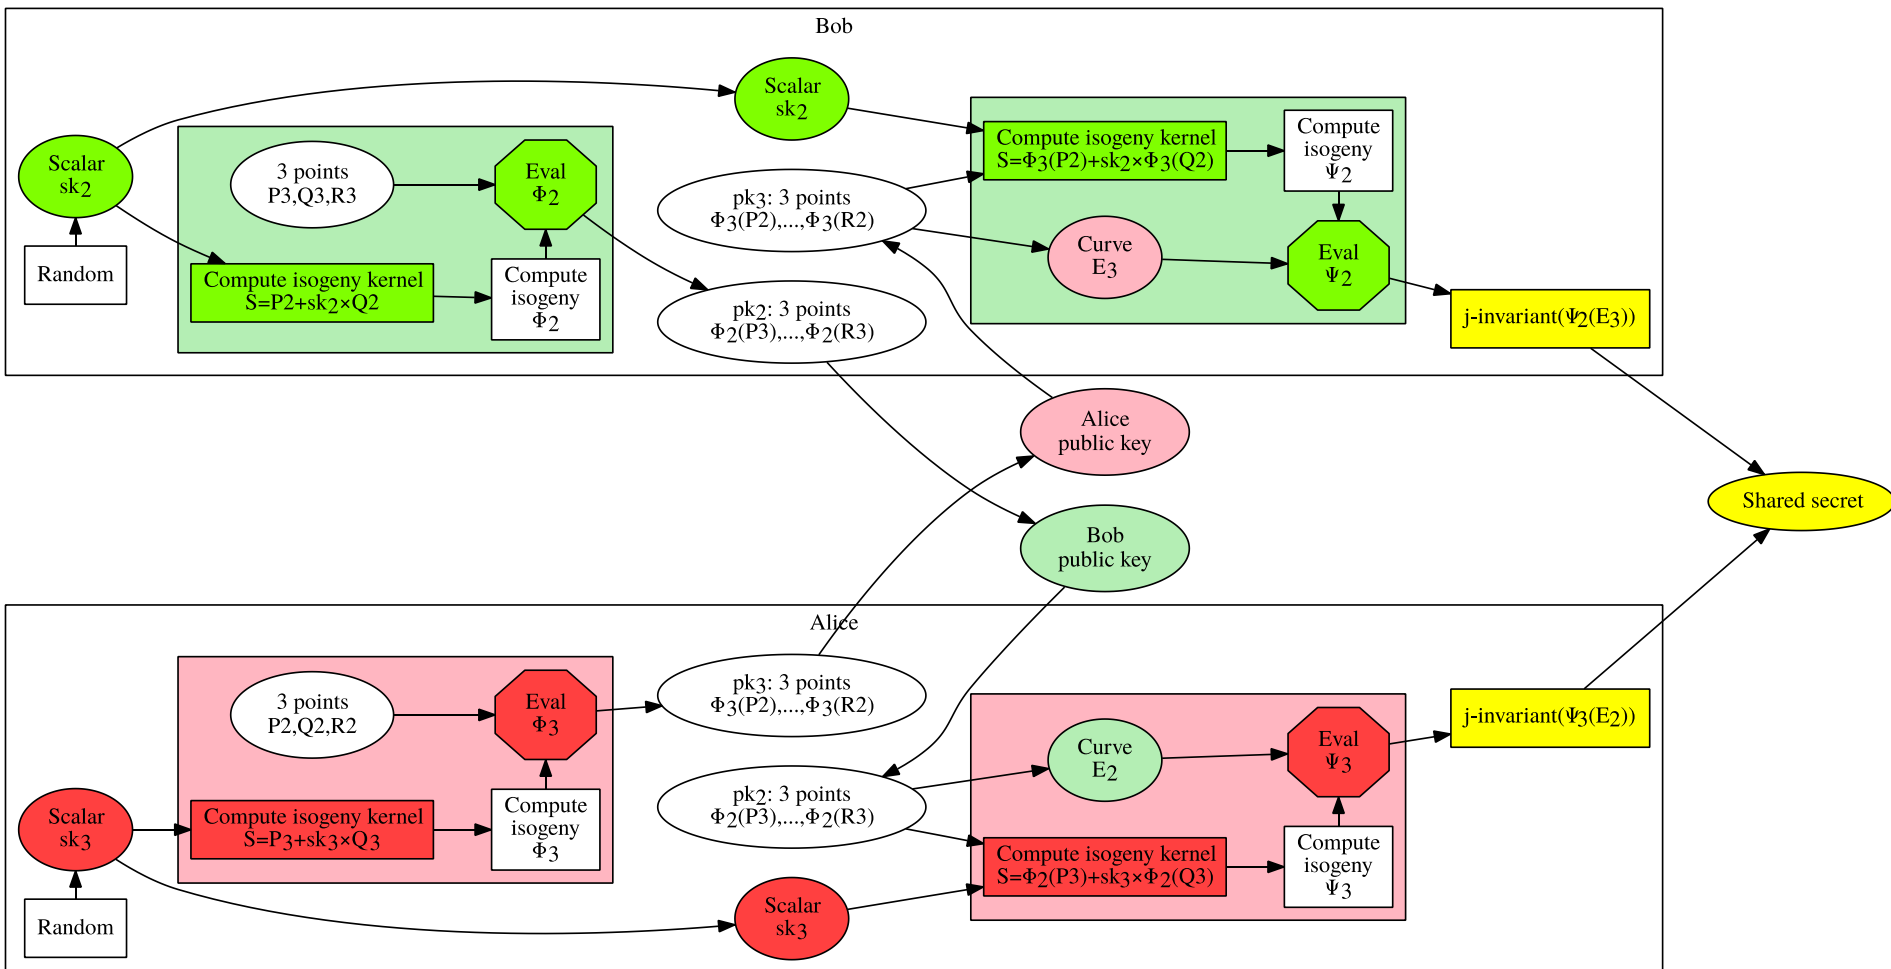 Bob
Scalar
sk2
Random
3 points
P3,Q3,R3
Eval
Φ2
Compute isogeny kernel
S=P2+sk2×Q2
Compute
isogeny
Φ2
Scalar
sk2
pk3: 3 points
Φ3(P2),...,Φ3(R2)
pk2: 3 points
Φ2(P3),...,Φ2(R3)
Compute isogeny kernel
S=Φ3(P2)+sk2×Φ3(Q2)
Compute
isogeny
Ψ2
Curve
E3
Eval
Ψ2
j-invariant(Ψ2(E3))
Alice
public key
Shared secret
Bob
public key
Alice
3 points
P2,Q2,R2
Eval
Φ3
Scalar
sk3
Random
Compute isogeny kernel
S=P3+sk3×Q3
Compute
isogeny
Φ3
pk3: 3 points
Φ3(P2),...,Φ3(R2)
pk2: 3 points
Φ2(P3),...,Φ2(R3)
Scalar
sk3
Curve
E2
Eval
Ψ3
Compute isogeny kernel
S=Φ2(P3)+sk3×Φ2(Q3)
Compute
isogeny
Ψ3
j-invariant(Ψ3(E2))